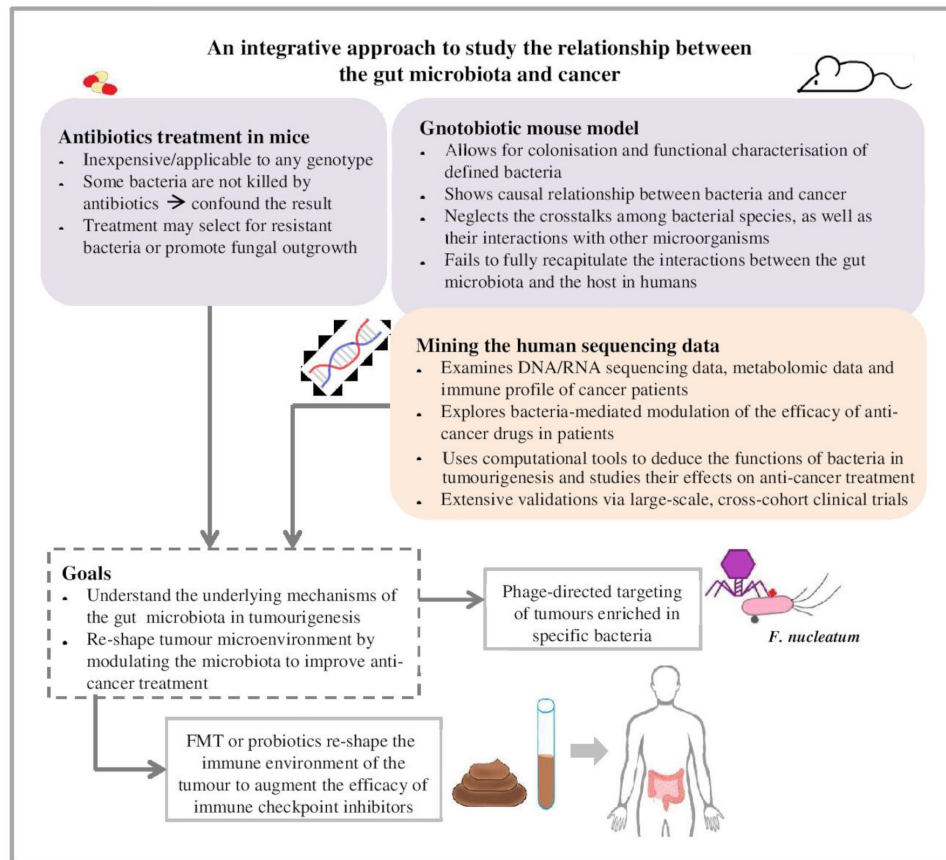 An integrative approach to study the relationship between
the gut microbiota and cancer
Antibiotics treatment in mice
• Inexpensive/applicable to any genotype
• Some bacteria are not killed by
antibiotics → confound the result
• Treatment may select for resistant
bacteria or promote fungal outgrowth
Gnotobiotic mouse model
• Allows for colonisation and functional characterisation of
defined bacteria
• Shows causal relationship between bacteria and cancer
• Neglects the crosstalks among bacterial species, as well as
their interactions with other microorganisms
• Fails to fully recapitulate the interactions between the gut
microbiota and the host in humans
Mining the human sequencing data
• Examines DNA/RNA sequencing data, metabolomic data and
immune profile of cancer patients
• Explores bacteria-mediated modulation of the efficacy of anti-
cancer drugs in patients
• Uses computational tools to deduce the functions of bacteria in
tumourigenesis and studies their effects on anti-cancer treatment
• Extensive validations via large-scale, cross-cohort clinical trials
Goals
• Understand the underlying mechanisms of
the gut microbiota in tumourigenesis
• Re-shape tumour microenvironment by
modulating the microbiota to improve anti-
cancer treatment
Phage-directed targeting
of tumours enriched in
specific bacteria
F. nucleatum
FMT or probiotics re-shape the
immune environment of the
tumour to augment the efficacy of
immune checkpoint inhibitors